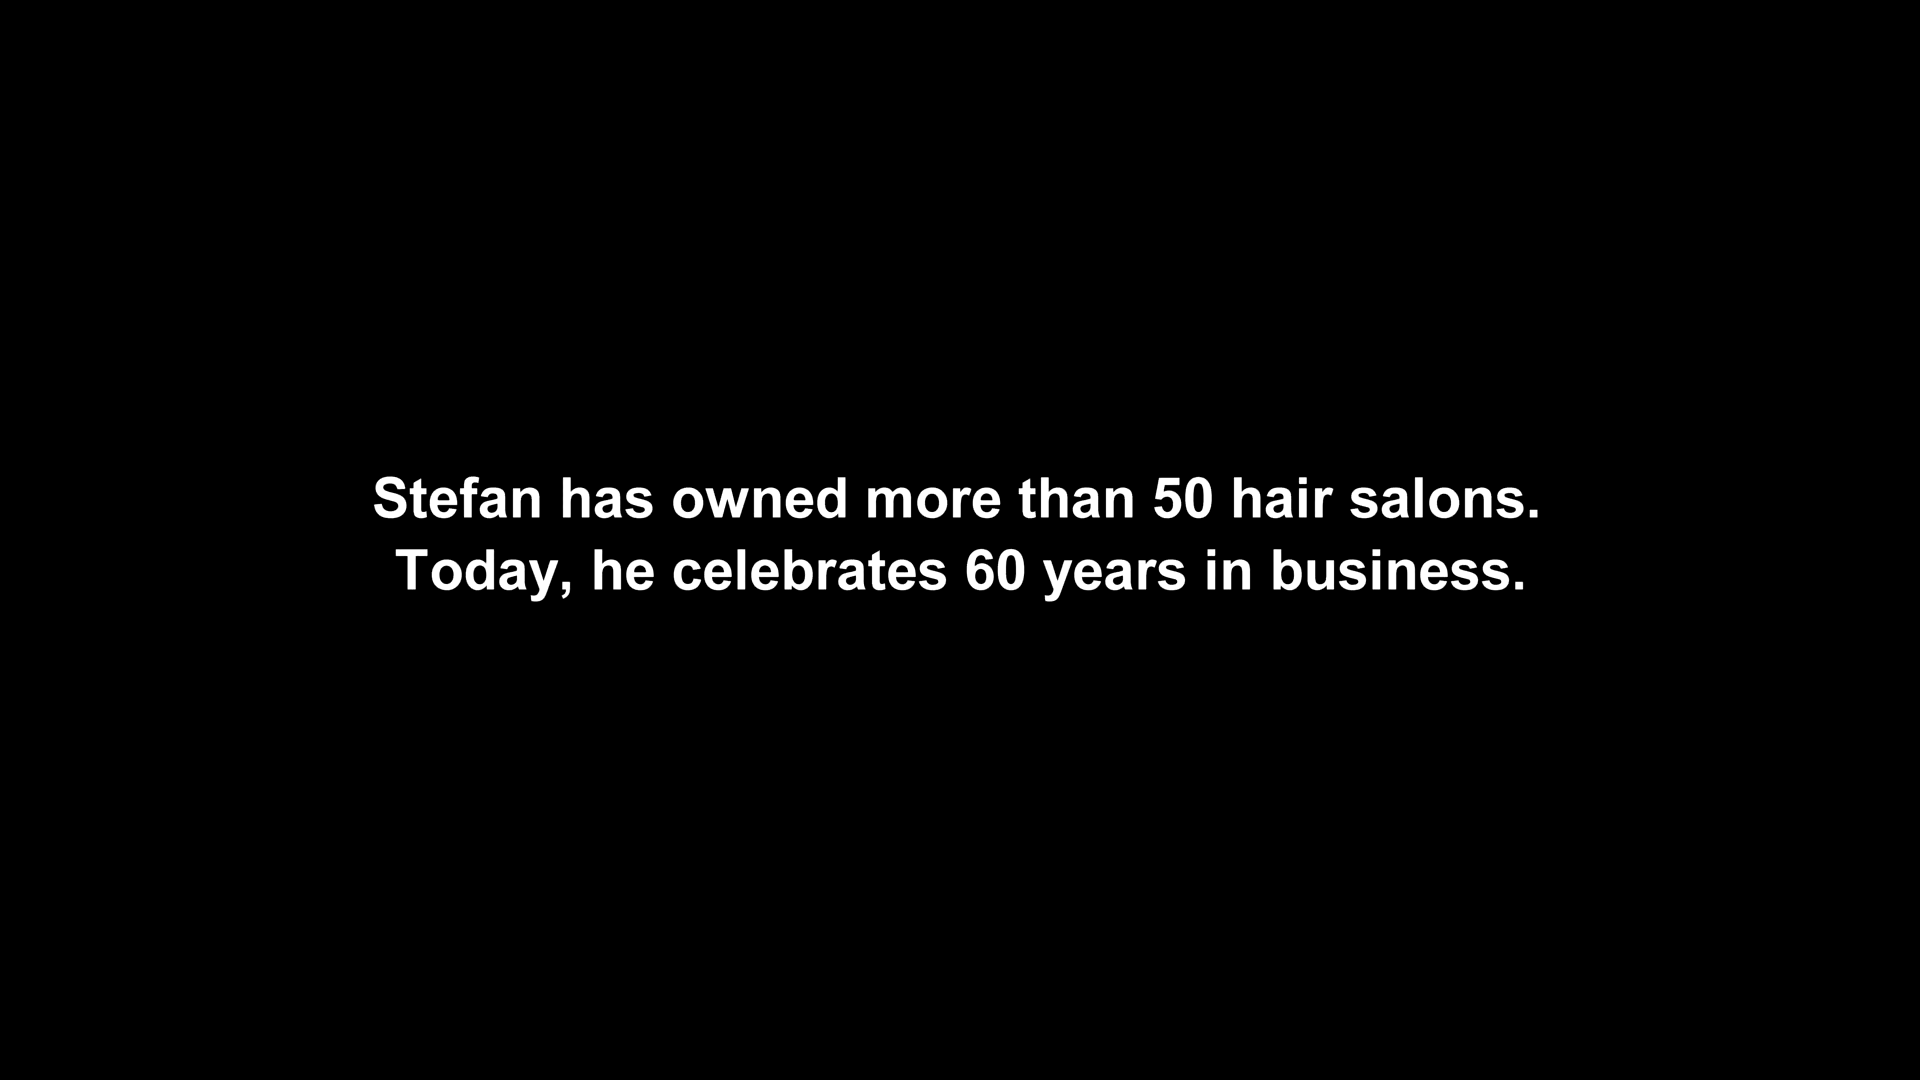 Stefan has owned more than 50 hair salons.
Today, he celebrates 60 years in business.